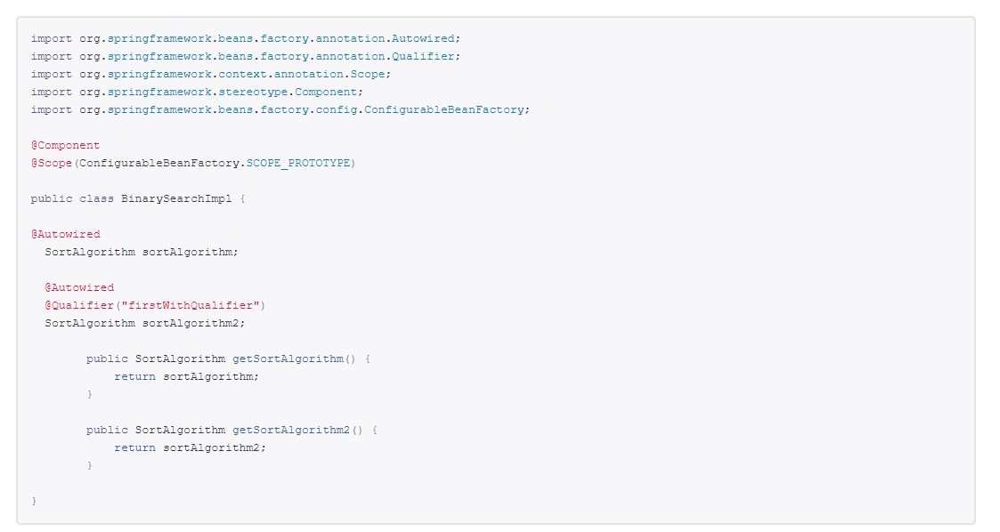 import org.springframework.beans.factory.annotation.Autowired;
import org.springframework.beans.factory.annotation.Qualifier;
import org.springframework.context.annotation.Scope;
import org.springframework.stereotype.Component;
import org.springframework.beans.factory.config.ConfigurableBeanFactory;

@Component
@Scope(ConfigurableBeanFactory.SCOPE_PROTOTYPE)

public class BinarySearchImpl {

@Autowired
  SortAlgorithm sortAlgorithm;

  @Autowired
  @Qualifier("firstWithQualifier")
  SortAlgorithm sortAlgorithm2;

        public SortAlgorithm getSortAlgorithm() {
            return sortAlgorithm;
        }

        public SortAlgorithm getSortAlgorithm2() {
            return sortAlgorithm2;
        }

}